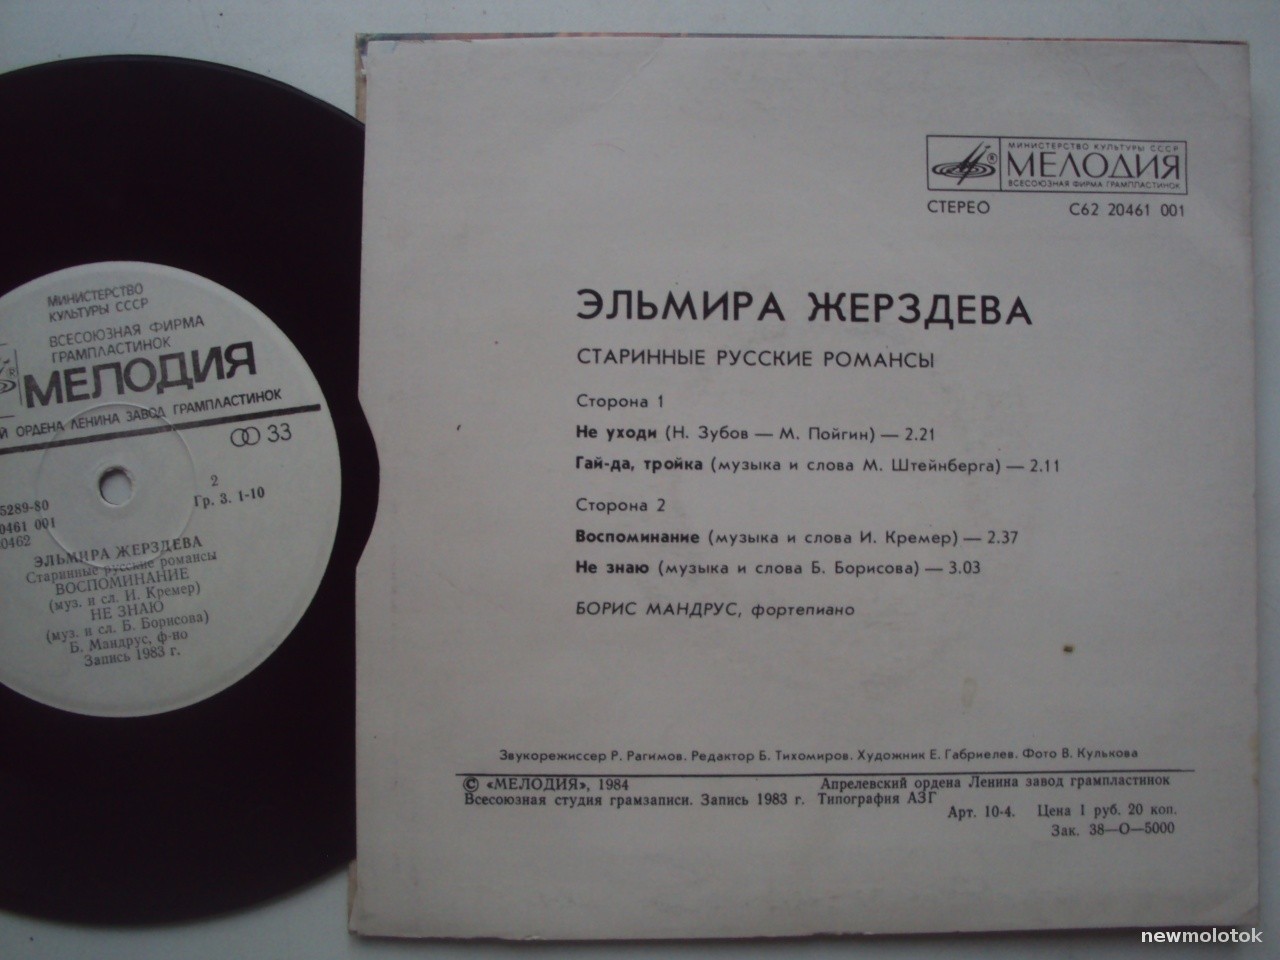 МИНИСТЕРСТВО
КУЛЬТУРЫ СССР
ВСЕСОЮЗНАЯ ФИРМА
ГРАМПЛАСТИНОК
МЕЛОДИЯ
ОРДЕНА ЛЕНИНА ЗАВОД ГРАМПЛАСТИНОК
33
2
Гр. 3. 1-10
5289-80
0461 001
0462
ЭЛЬМИРА ЖЕРЗДЕВА
Старинные русские романсы
ВОСПОМИНАНИЕ
(муз. и сл. И. Кремер)
НЕ ЗНАЮ
(муз. и сл. Б. Борисова)
Б. Мандрус, ф-но
Запись 1983 г.
МИНИСТЕРСТВО КУЛЬТУРЫ СССР
® МЕЛОДИЯ
ВСЕСОЮЗНАЯ ФИРМА ГРАМПЛАСТИНОК
СТЕРЕО С62 20461 001
ЭЛЬМИРА ЖЕРЗДЕВА
СТАРИННЫЕ РУССКИЕ РОМАНСЫ
Сторона 1
Не уходи (Н. Зубов — М. Пойгин) — 2.21
Гай-да, тройка (музыка и слова М. Штейнберга) — 2.11
Сторона 2
Воспоминание (музыка и слова И. Кремер) — 2.37
Не знаю (музыка и слова Б. Борисова) — 3.03
БОРИС МАНДРУС, фортепиано
Звукорежиссер Р. Рагимов. Редактор Б. Тихомиров. Художник Е. Габриелев. Фото В. Кулькова
© «МЕЛОДИЯ», 1984 Апрелевский ордена Ленина завод грампластинок
Всесоюзная студия грамзаписи. Запись 1983 г. Типография АЗГ
Арт. 10-4. Цена 1 руб. 20 коп.
Зак. 38—О—5000
newmolotok